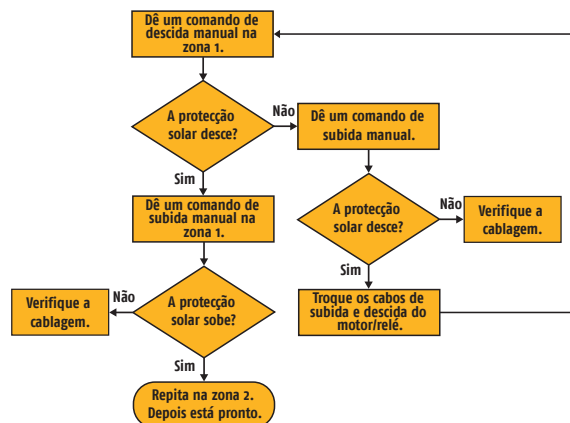 Dê um comando de
descida manual na
zona 1.
A protecção
solar desce?
Não
Dê um comando de
subida manual.
Sim
Dê um comando de
subida manual na
zona 1.
A protecção
solar desce?
Não
Verifique a
cablagem.
Sim
Troque os cabos de
subida e descida do
motor/relé.
A protecção
solar sobe?
Não
Verifique a
cablagem.
Sim
Repita na zona 2.
Depois está pronto.